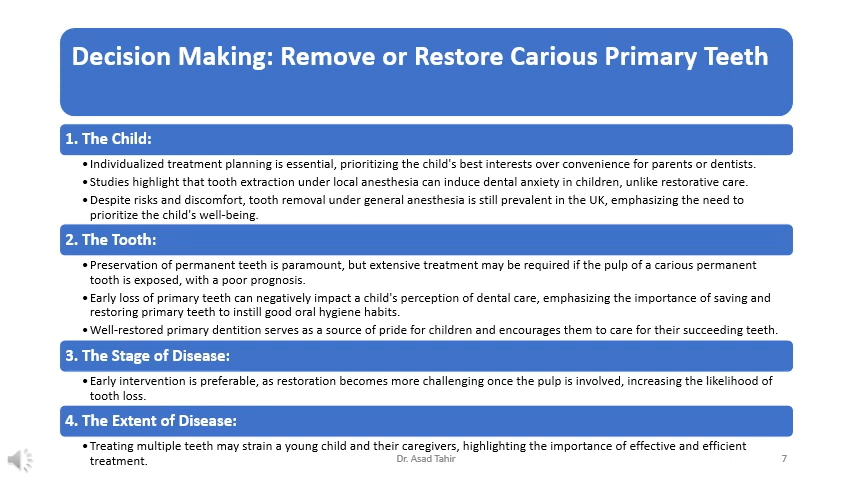 Decision Making: Remove or Restore Carious Primary Teeth
1. The Child:
•Individualized treatment planning is essential, prioritizing the child's best interests over convenience for parents or dentists.
•Studies highlight that tooth extraction under local anesthesia can induce dental anxiety in children, unlike restorative care.
•Despite risks and discomfort, tooth removal under general anesthesia is still prevalent in the UK, emphasizing the need to
prioritize the child's well-being.
2. The Tooth:
•Preservation of permanent teeth is paramount, but extensive treatment may be required if the pulp of a carious permanent
tooth is exposed, with a poor prognosis.
•Early loss of primary teeth can negatively impact a child's perception of dental care, emphasizing the importance of saving and
restoring primary teeth to instill good oral hygiene habits.
•Well-restored primary dentition serves as a source of pride for children and encourages them to care for their succeeding teeth.
3. The Stage of Disease:
•Early intervention is preferable, as restoration becomes more challenging once the pulp is involved, increasing the likelihood of
tooth loss.
4. The Extent of Disease:
•Treating multiple teeth may strain a young child and their caregivers, highlighting the importance of effective and efficient
treatment.
Dr. Asad Tahir
7